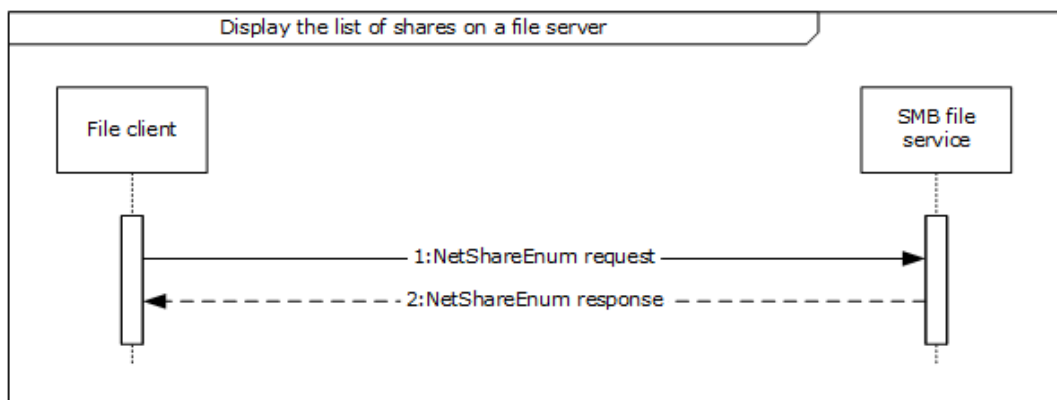 Display the list of shares on a file server
File client
SMB file
service
1:NetShareEnum request
2:NetShareEnum response